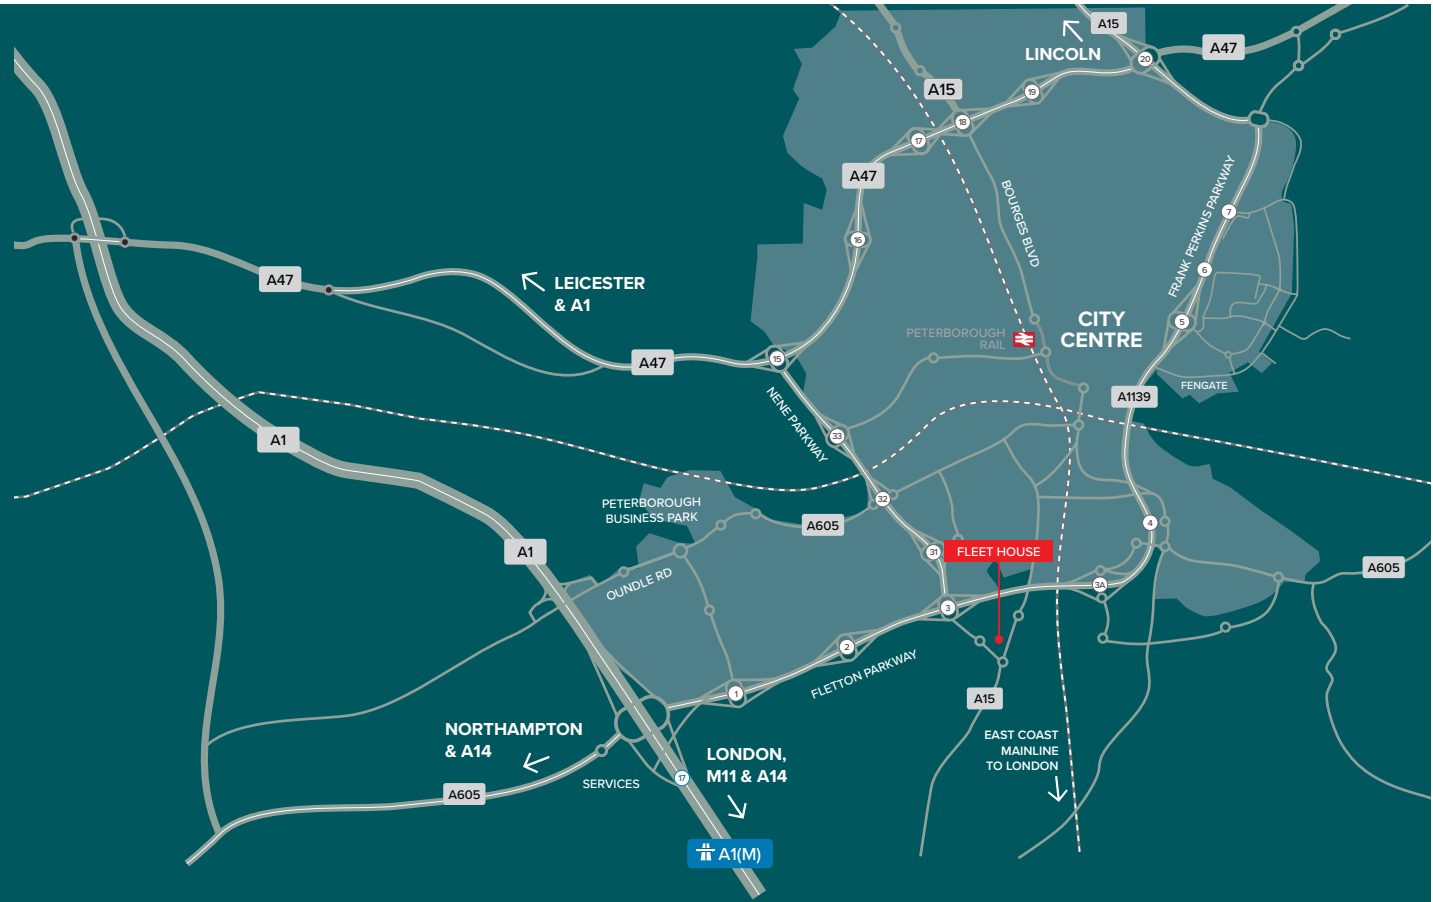 A15
LINCOLN
A47
20
A15
19
18
17
A47
BOURGES BLVD
FRANK PERKINS PARKWAY
7
16
6
A47
LEICESTER
& A1
5
CITY
CENTRE
PETERBOROUGH
RAIL
A47
15
FENGATE
A1139
NENE PARKWAY
A1
33
32
PETERBOROUGH
BUSINESS PARK
A605
4
A1
31
FLEET HOUSE
A605
OUNDLE RD
3A
3
2
FLETTON PARKWAY
1
A15
NORTHAMPTON
& A14
EAST COAST
MAINLINE
TO LONDON
LONDON,
M11 & A14
SERVICES
17
A605
A1(M)